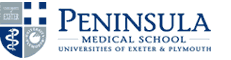 PENINSULA
MEDICAL SCHOOL
UNIVERSITIES OF EXETER & PLYMOUTH